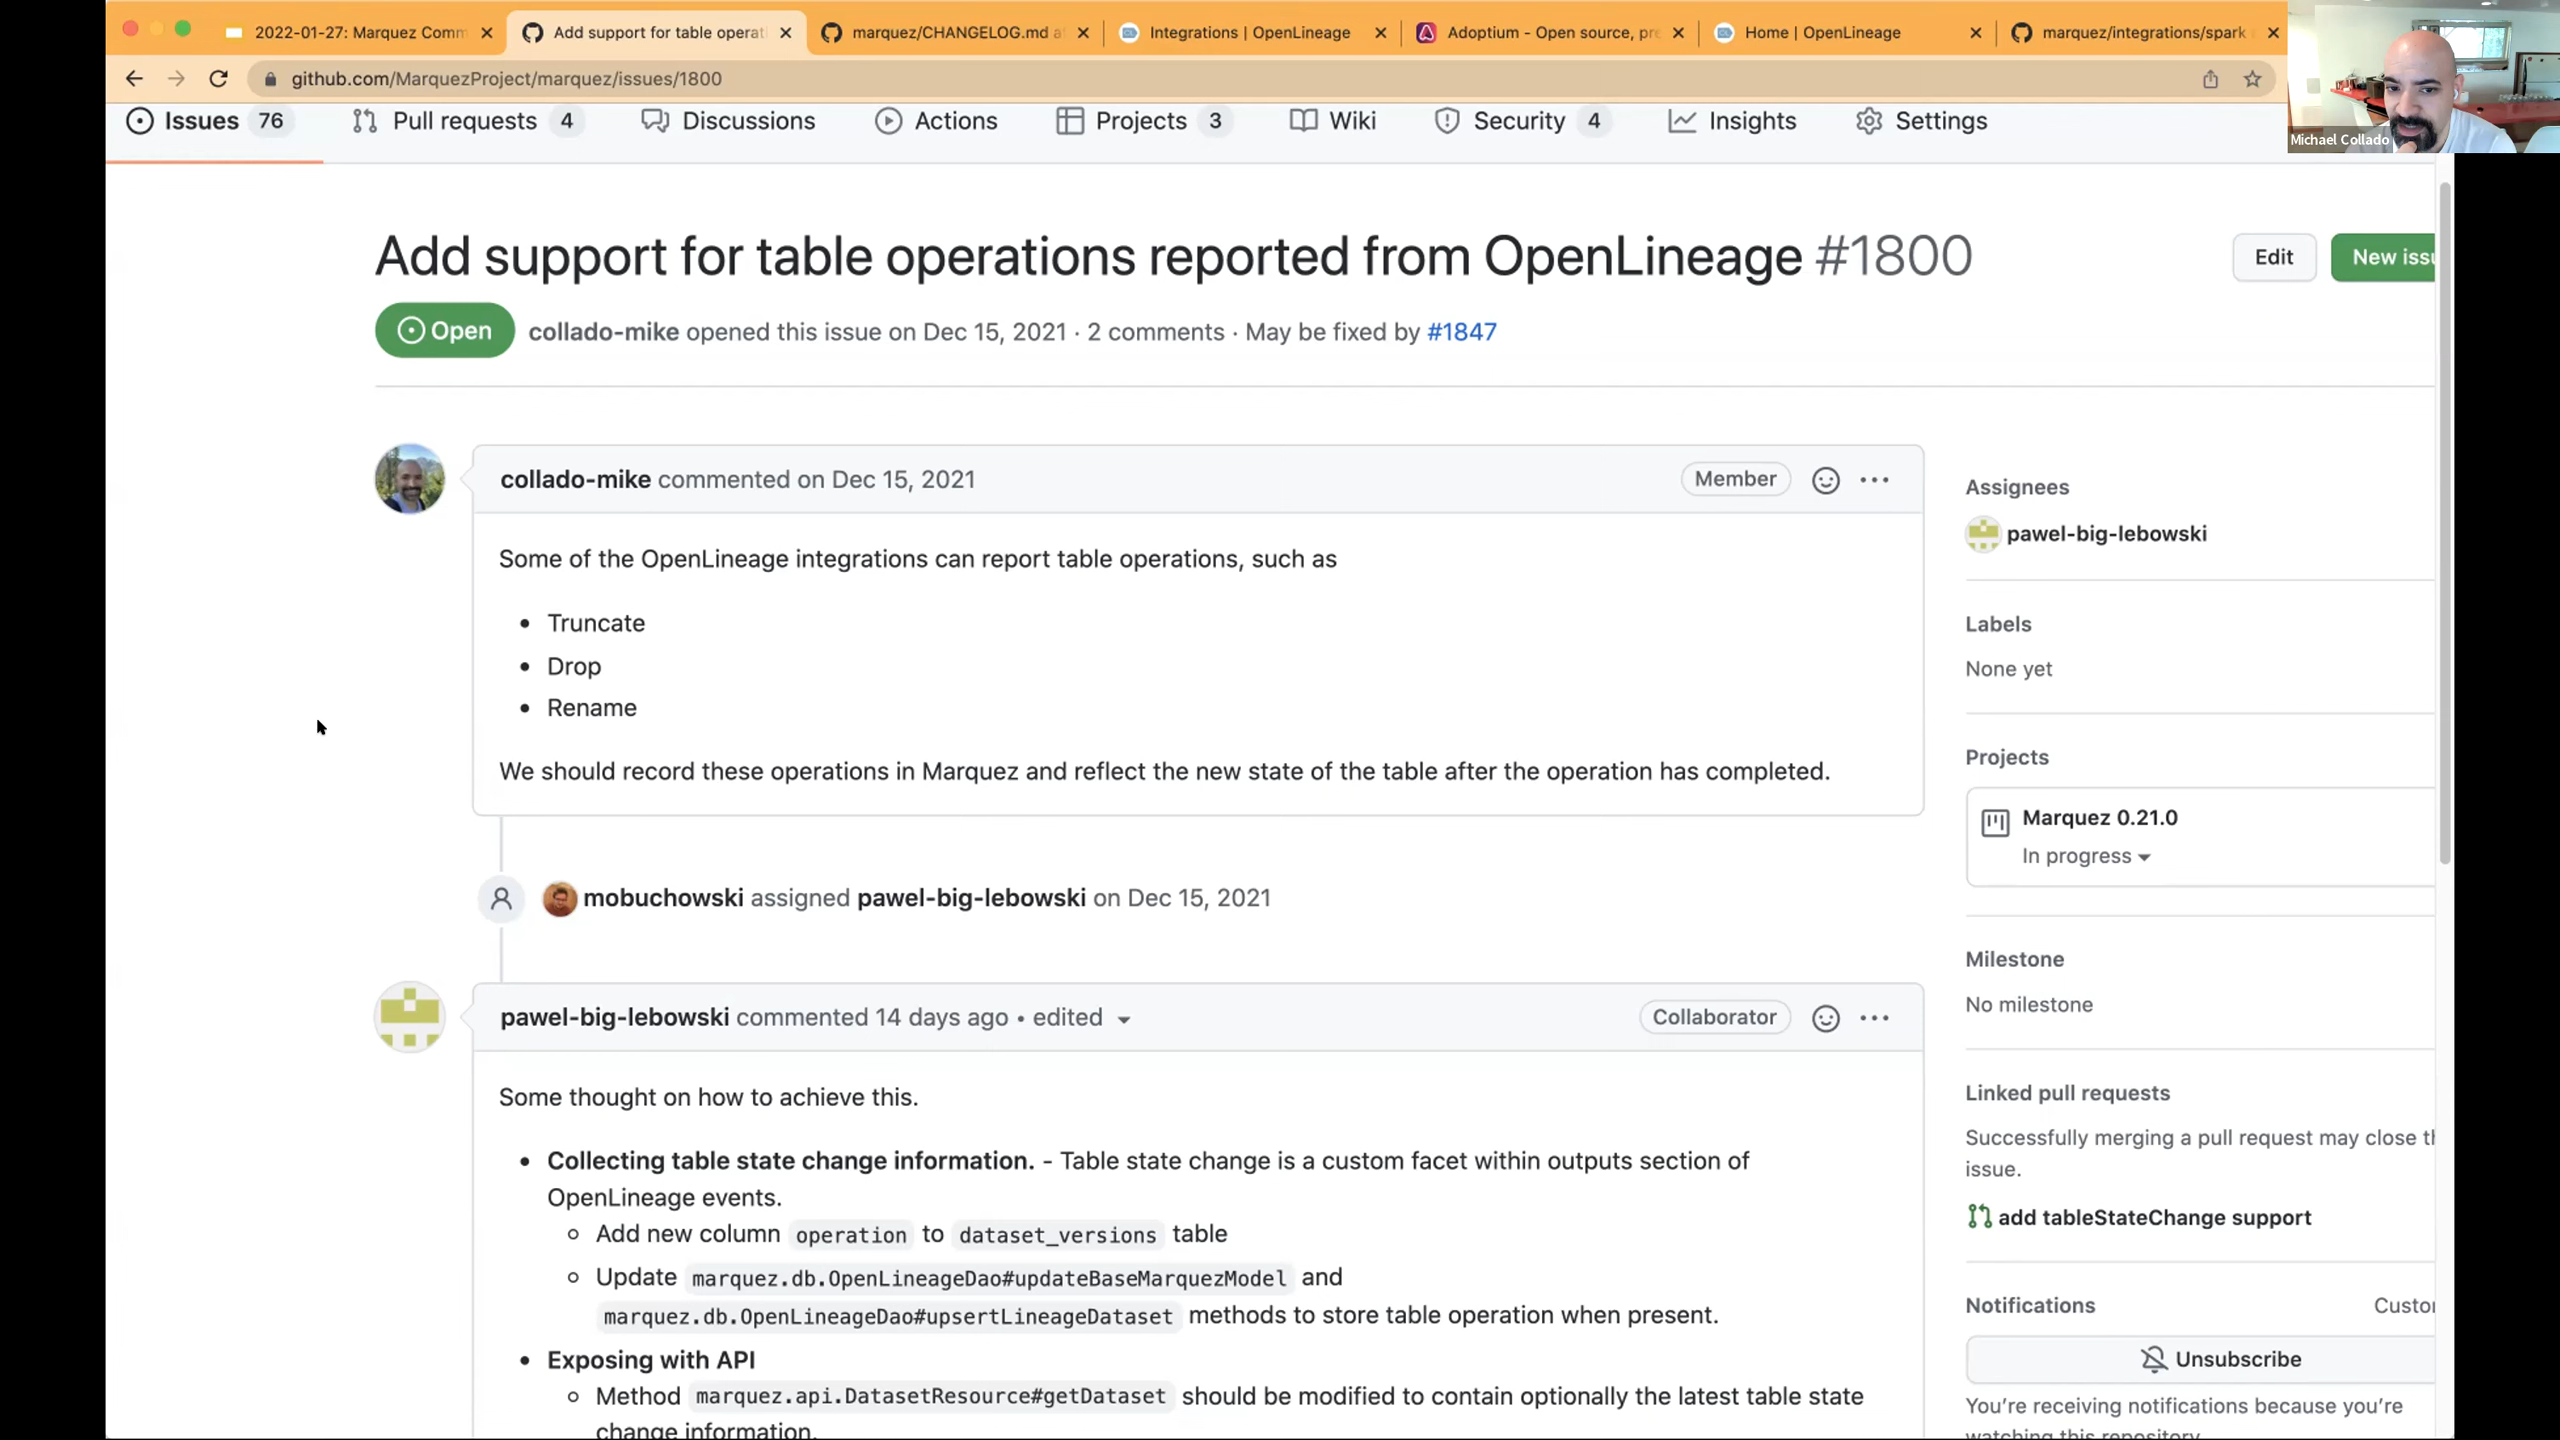 2022-01-27: Marquez Comm
Add support for table operati
marquez/CHANGELOG.md at
Integrations | OpenLineage
Adoptium - Open source, pre
Home | OpenLineage
marquez/integrations/spark
github.com/MarquezProject/marquez/issues/1800
Michael Collado
Issues 76
Pull requests 4
Discussions
Actions
Projects 3
Wiki
Security 4
Insights
Settings
Add support for table operations reported from OpenLineage #1800
Edit
New issu
Open
collado-mike opened this issue on Dec 15, 2021 · 2 comments · May be fixed by #1847
collado-mike commented on Dec 15, 2021
Member
Some of the OpenLineage integrations can report table operations, such as
• Truncate
• Drop
• Rename
We should record these operations in Marquez and reflect the new state of the table after the operation has completed.
mobuchowski assigned pawel-big-lebowski on Dec 15, 2021
pawel-big-lebowski commented 14 days ago • edited
Collaborator
Some thought on how to achieve this.
• Collecting table state change information. - Table state change is a custom facet within outputs section of
OpenLineage events.
◦ Add new column operation to dataset_versions table
◦ Update marquez.db.OpenLineageDao#updateBaseMarquezModel and
marquez.db.OpenLineageDao#upsertLineageDataset methods to store table operation when present.
• Exposing with API
◦ Method marquez.api.DatasetResource#getDataset should be modified to contain optionally the latest table state
change information.
Assignees
pawel-big-lebowski
Labels
None yet
Projects
Marquez 0.21.0
In progress
Milestone
No milestone
Linked pull requests
Successfully merging a pull request may close th
issue.
add tableStateChange support
Notifications
Custo
Unsubscribe
You're receiving notifications because you're
watching this repository.